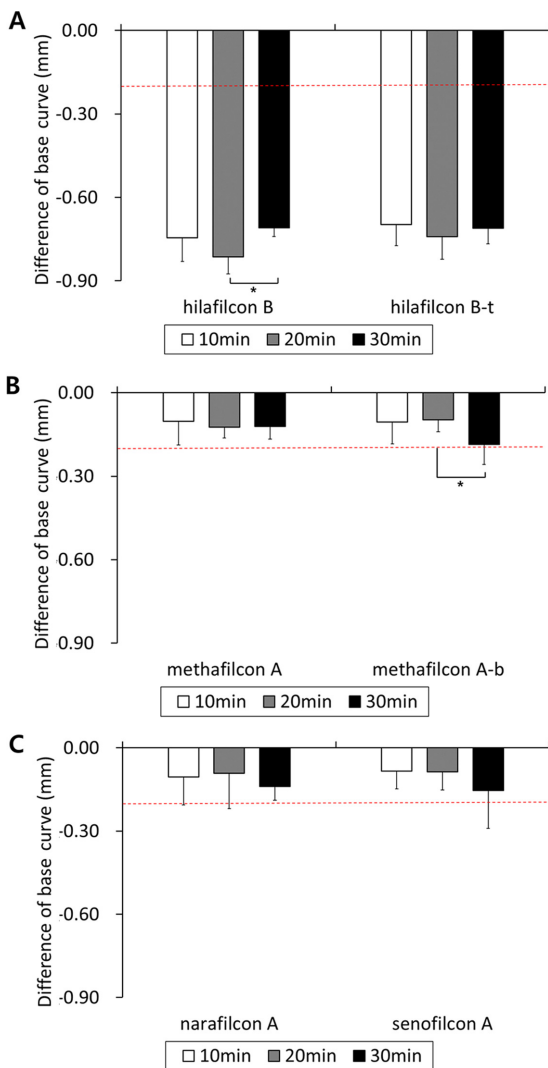 A
Difference of base curve (mm)
0.00
-0.30
-0.60
-0.90
*
hilafilcon B hilafilcon B-t
10min 20min 30min
B
Difference of base curve (mm)
0.00
-0.30
-0.60
-0.90
*
methafilcon A methafilcon A-b
10min 20min 30min
C
Difference of base curve (mm)
0.00
-0.30
-0.60
-0.90
narafilcon A senofilcon A
10min 20min 30min